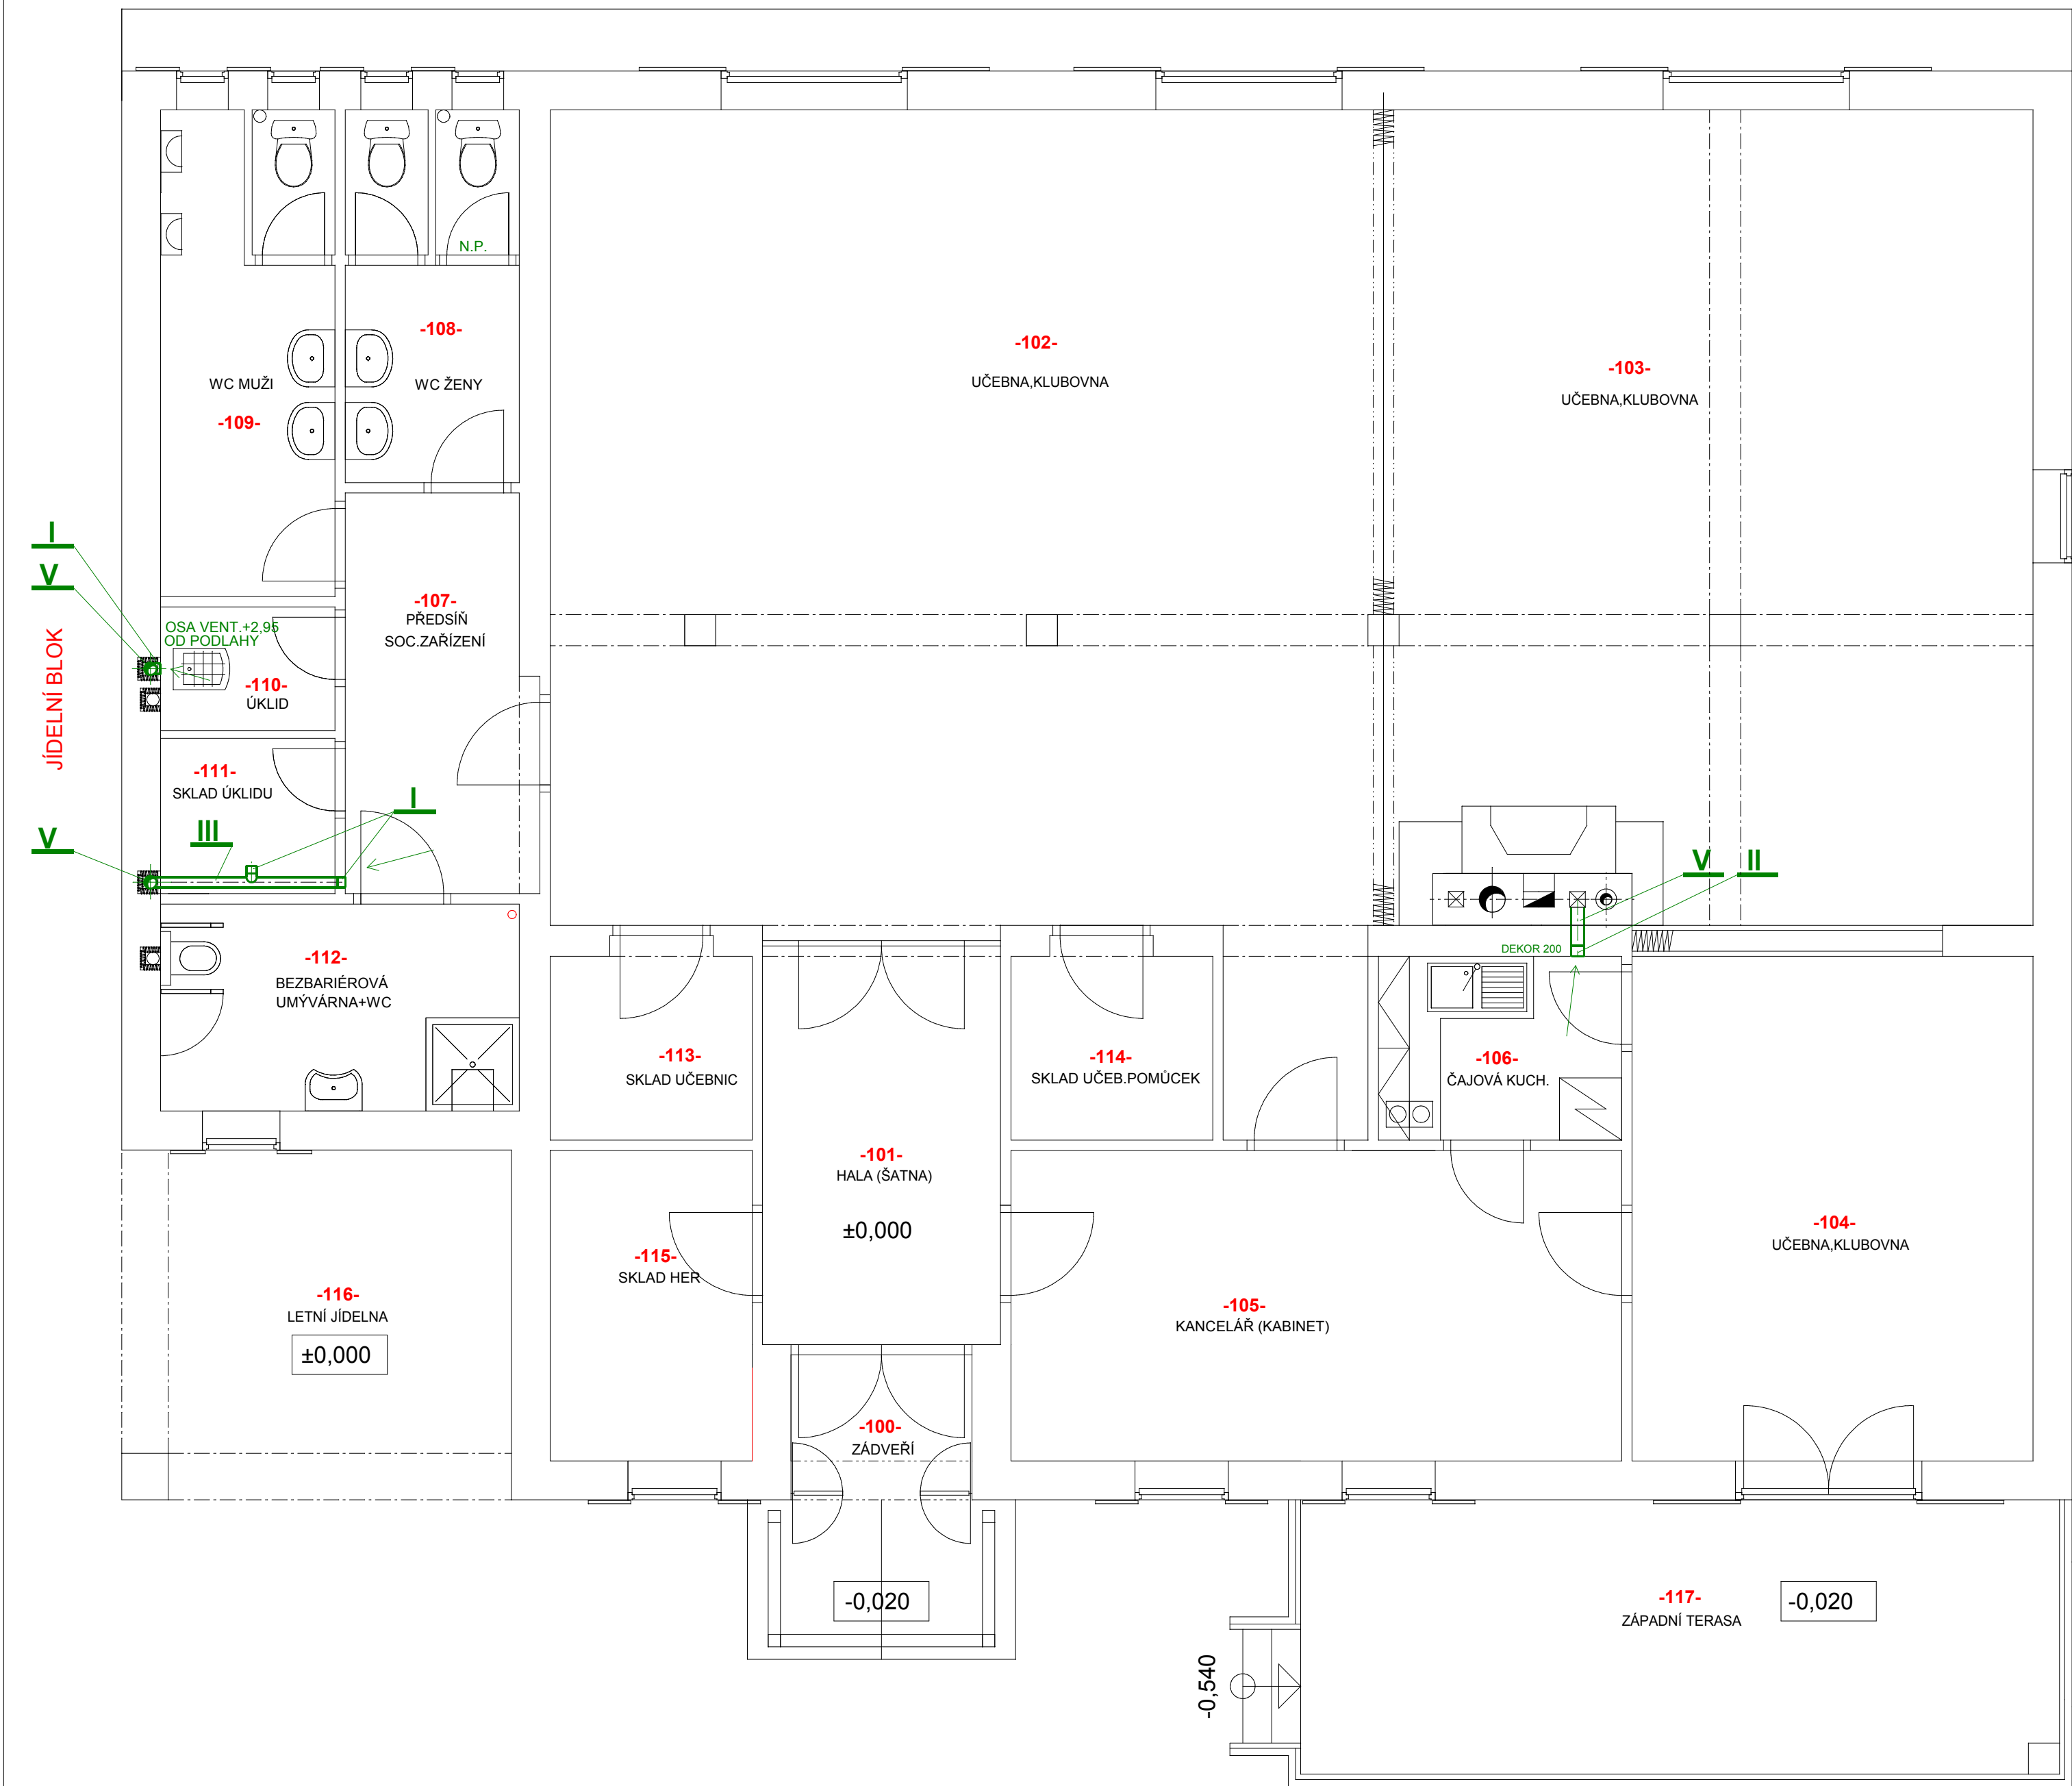 N.P.
-108-
WC ŽENY
WC MUŽI
-109-
-102-
UČEBNA,KLUBOVNA
-103-
UČEBNA,KLUBOVNA
I
V
JÍDELNÍ BLOK
OSA VENT.+2,95
OD PODLAHY
-107-
PŘEDSÍŇ
SOC.ZAŘÍZENÍ
-110-
ÚKLID
-111-
SKLAD ÚKLIDU
I
III
V
V
II
DEKOR 200
-112-
BEZBARIÉROVÁ
UMÝVÁRNA+WC
-113-
SKLAD UČEBNIC
-114-
SKLAD UČEB.POMŮCEK
-106-
ČAJOVÁ KUCH.
-101-
HALA (ŠATNA)
±0,000
-104-
UČEBNA,KLUBOVNA
-115-
SKLAD HER
-116-
LETNÍ JÍDELNA
±0,000
-105-
KANCELÁŘ (KABINET)
-100-
ZÁDVEŘÍ
-0,020
-117-
ZÁPADNÍ TERASA
-0,020
-0,540